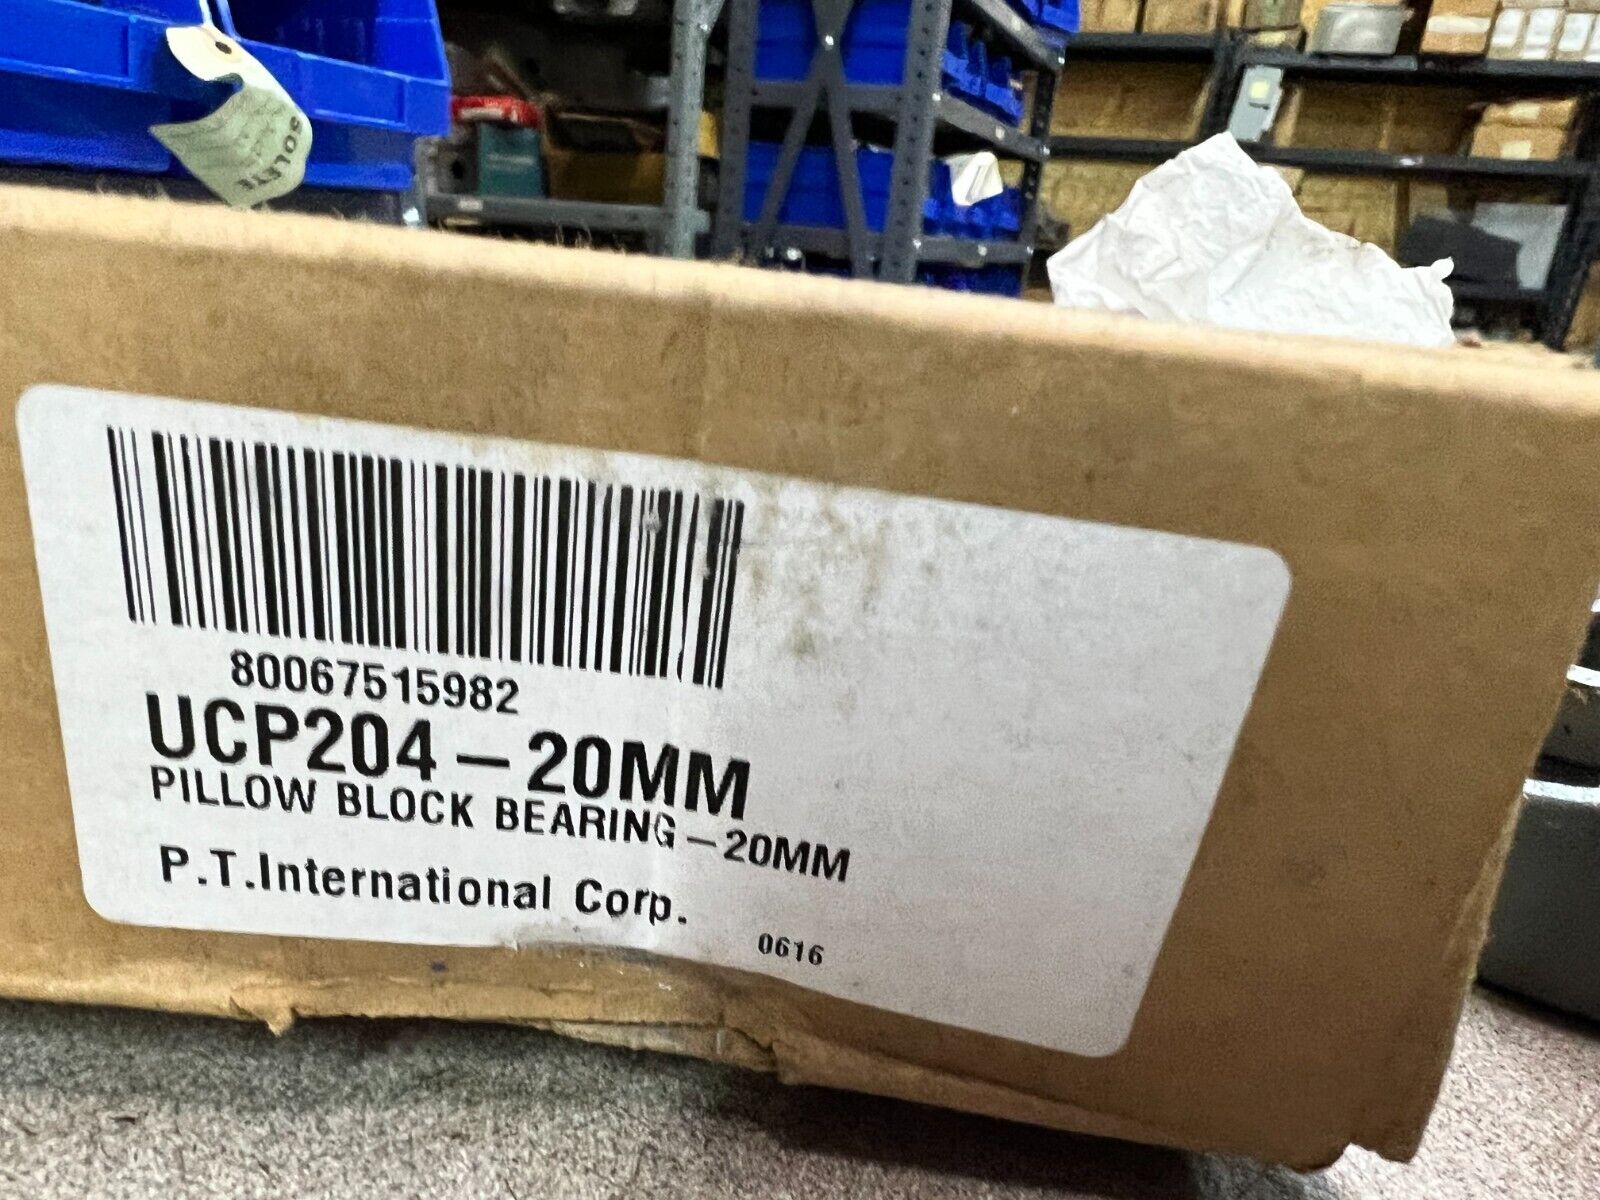 80067515982
UCP204-20MM
PILLOW BLOCK BEARING-20MM
P.T.International Corp.
0616